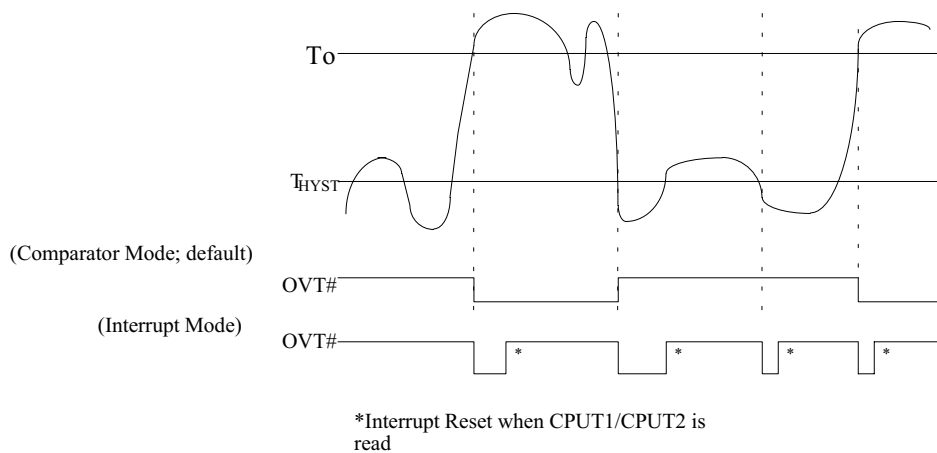 To
THYST
(Comparator Mode; default)
OVT#
(Interrupt Mode)
OVT#
* * * *
*Interrupt Reset when CPUT1/CPUT2 is
read